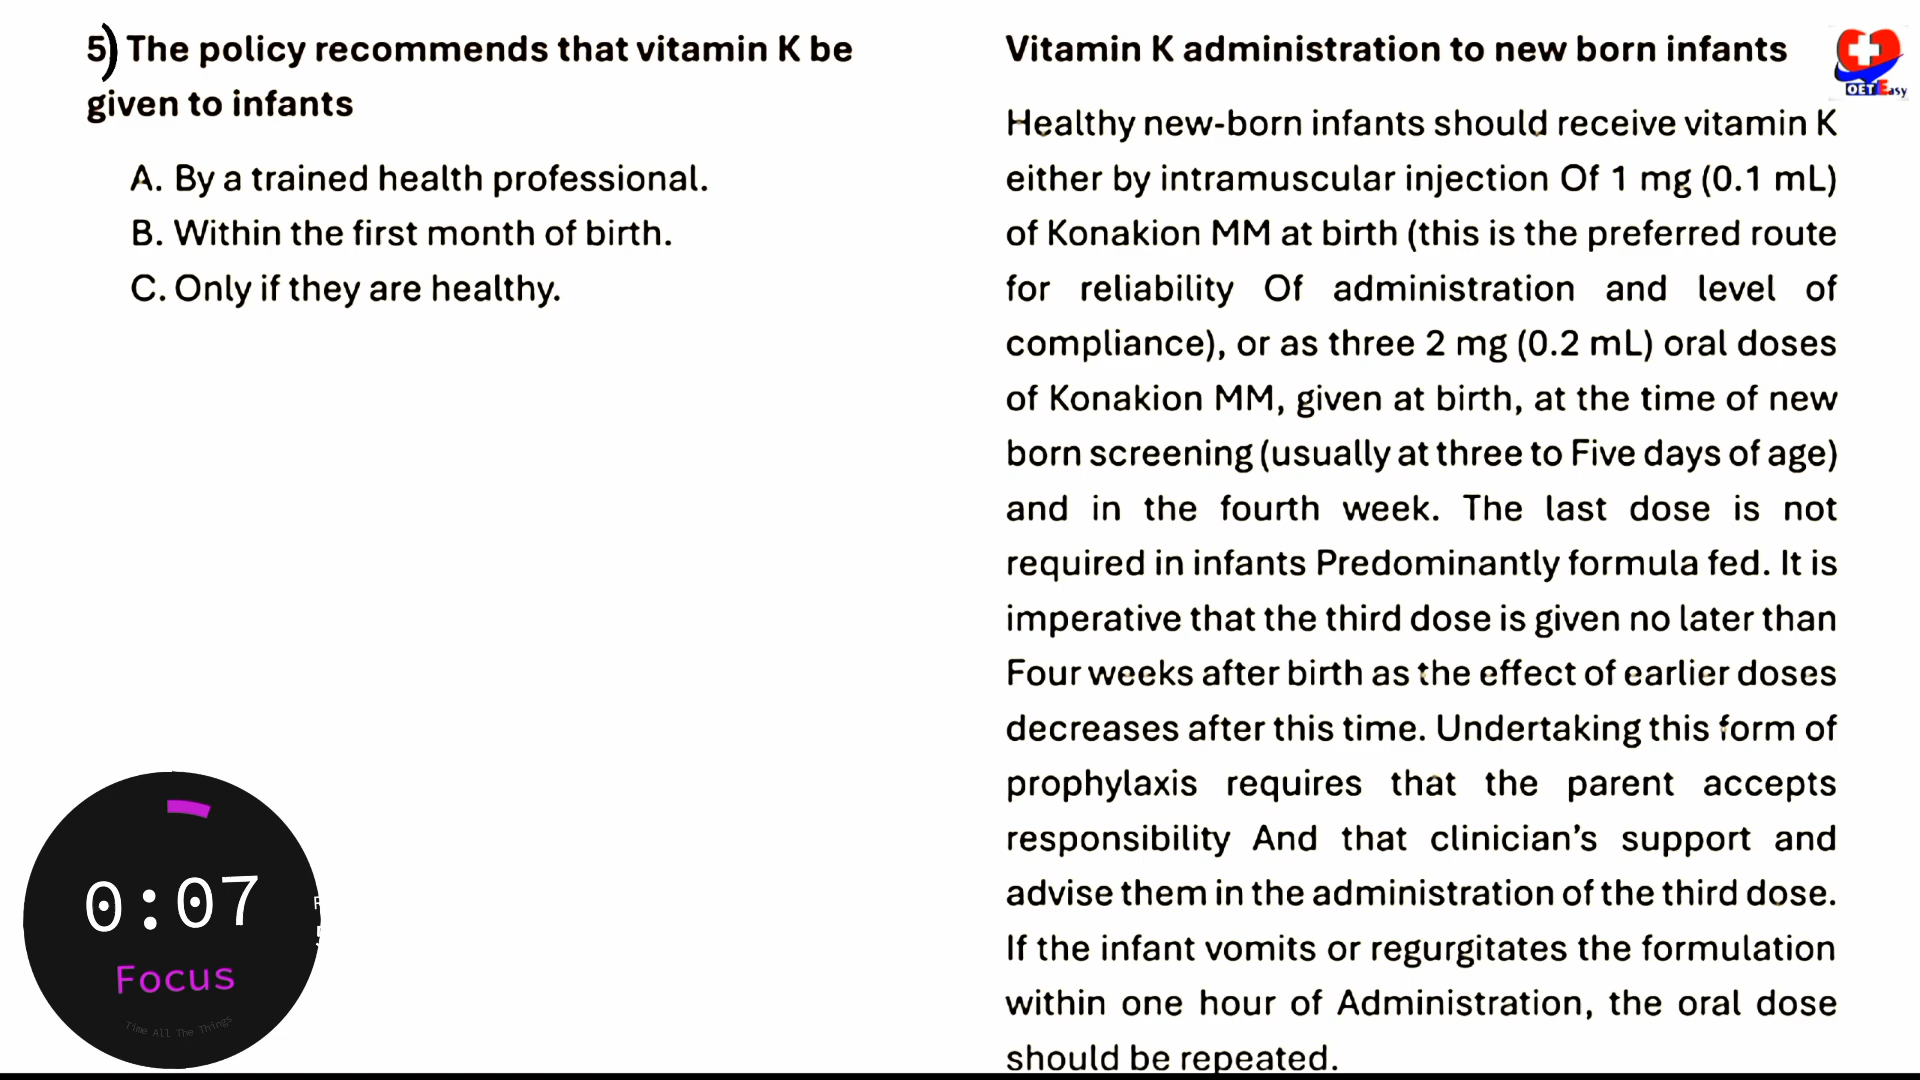 5) The policy recommends that vitamin K be
given to infants
A. By a trained health professional.
B. Within the first month of birth.
C. Only if they are healthy.
Vitamin K administration to new born infants
Healthy new-born infants should receive vitamin K
either by intramuscular injection Of 1 mg (0.1 mL)
of Konakion MM at birth (this is the preferred route
for reliability Of administration and level of
compliance), or as three 2 mg (0.2 mL) oral doses
of Konakion MM, given at birth, at the time of new
born screening (usually at three to Five days of age)
and in the fourth week. The last dose is not
required in infants Predominantly formula fed. It is
imperative that the third dose is given no later than
Four weeks after birth as the effect of earlier doses
decreases after this time. Undertaking this form of
prophylaxis requires that the parent accepts
responsibility And that clinician's support and
advise them in the administration of the third dose.
If the infant vomits or regurgitates the formulation
within one hour of Administration, the oral dose
should be repeated.
OET Easy
0:07
Focus
Time All The Things